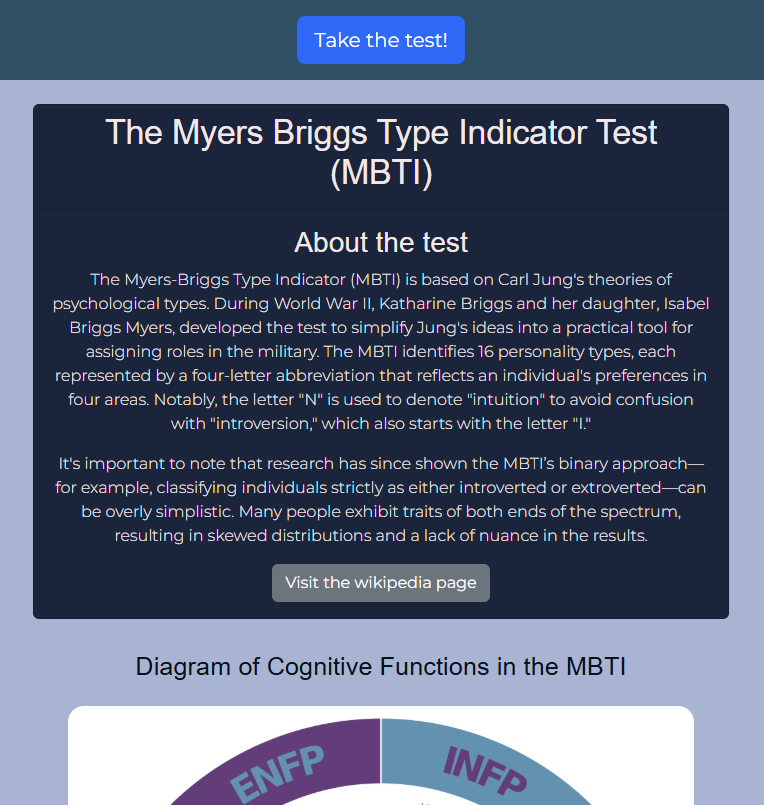 Take the test!
The Myers Briggs Type Indicator Test
(MBTI)
About the test
The Myers-Briggs Type Indicator (MBTI) is based on Carl Jung's theories of
psychological types. During World War II, Katharine Briggs and her daughter, Isabel
Briggs Myers, developed the test to simplify Jung's ideas into a practical tool for
assigning roles in the military. The MBTI identifies 16 personality types, each
represented by a four-letter abbreviation that reflects an individual's preferences in
four areas. Notably, the letter "N" is used to denote "intuition" to avoid confusion
with "introversion," which also starts with the letter "I."
It's important to note that research has since shown the MBTI’s binary approach—
for example, classifying individuals strictly as either introverted or extroverted—can
be overly simplistic. Many people exhibit traits of both ends of the spectrum,
resulting in skewed distributions and a lack of nuance in the results.
Visit the wikipedia page
Diagram of Cognitive Functions in the MBTI
ENFP
INFP